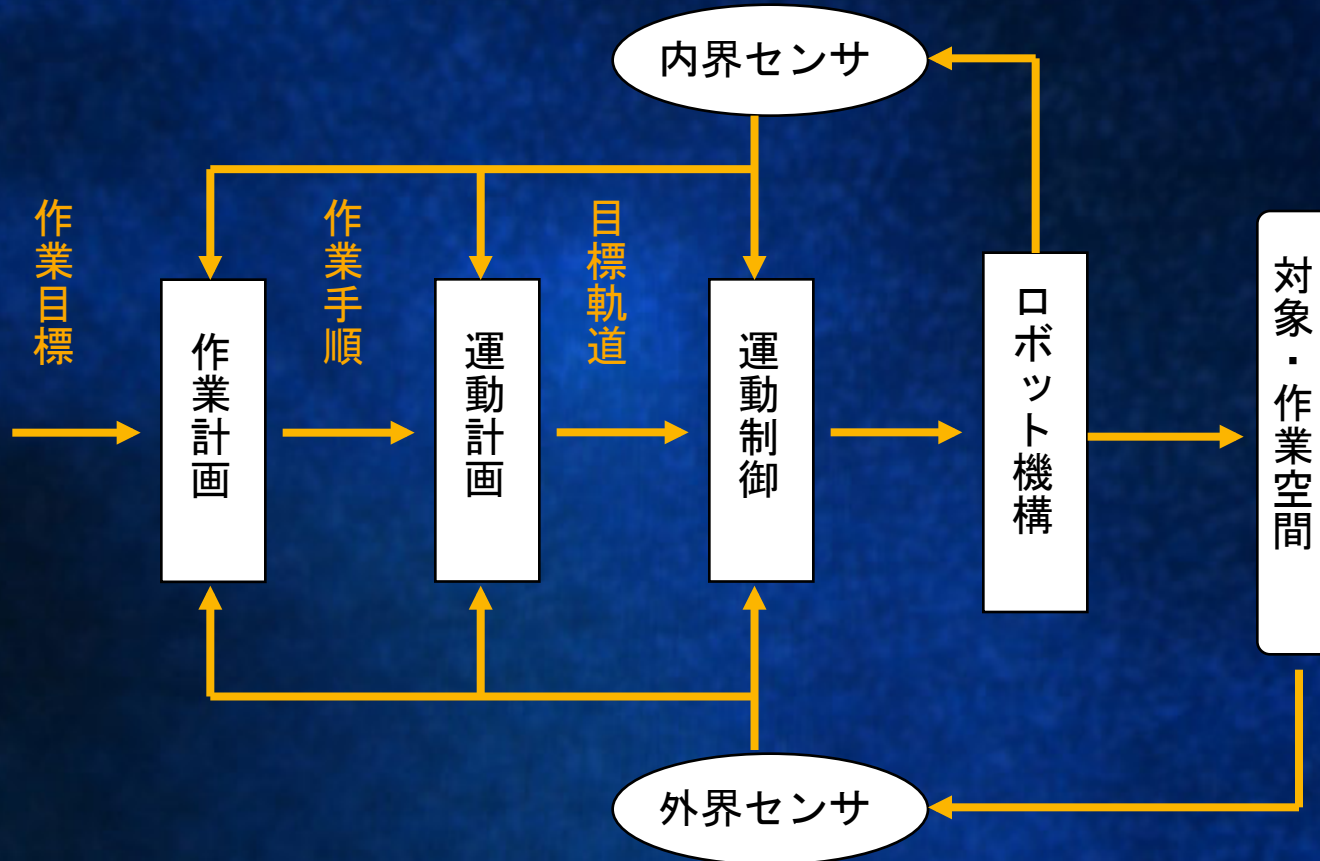 内界センサ
作業目標
作業手順
目標軌道
作業計画
運動計画
運動制御
ロボット機構
対象・作業空間
外界センサ